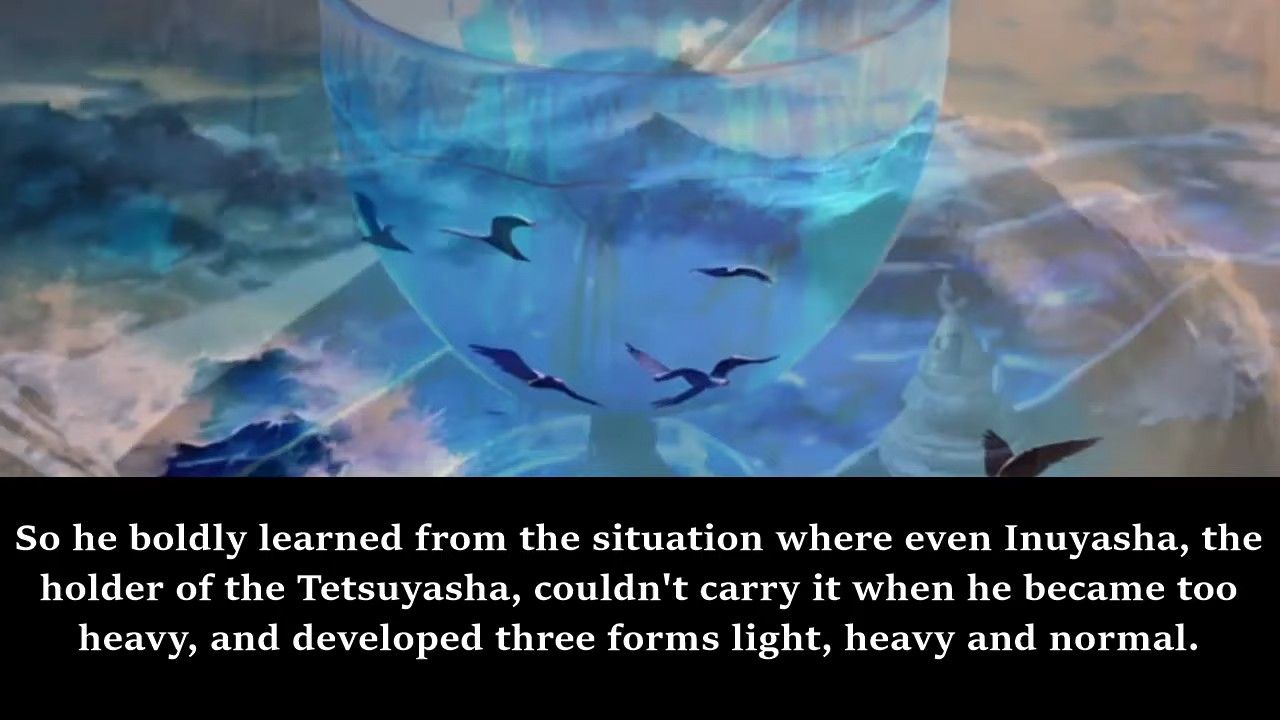 So he boldly learned from the situation where even Inuyasha, the
holder of the Tetsuyasha, couldn't carry it when he became too
heavy, and developed three forms light, heavy and normal.